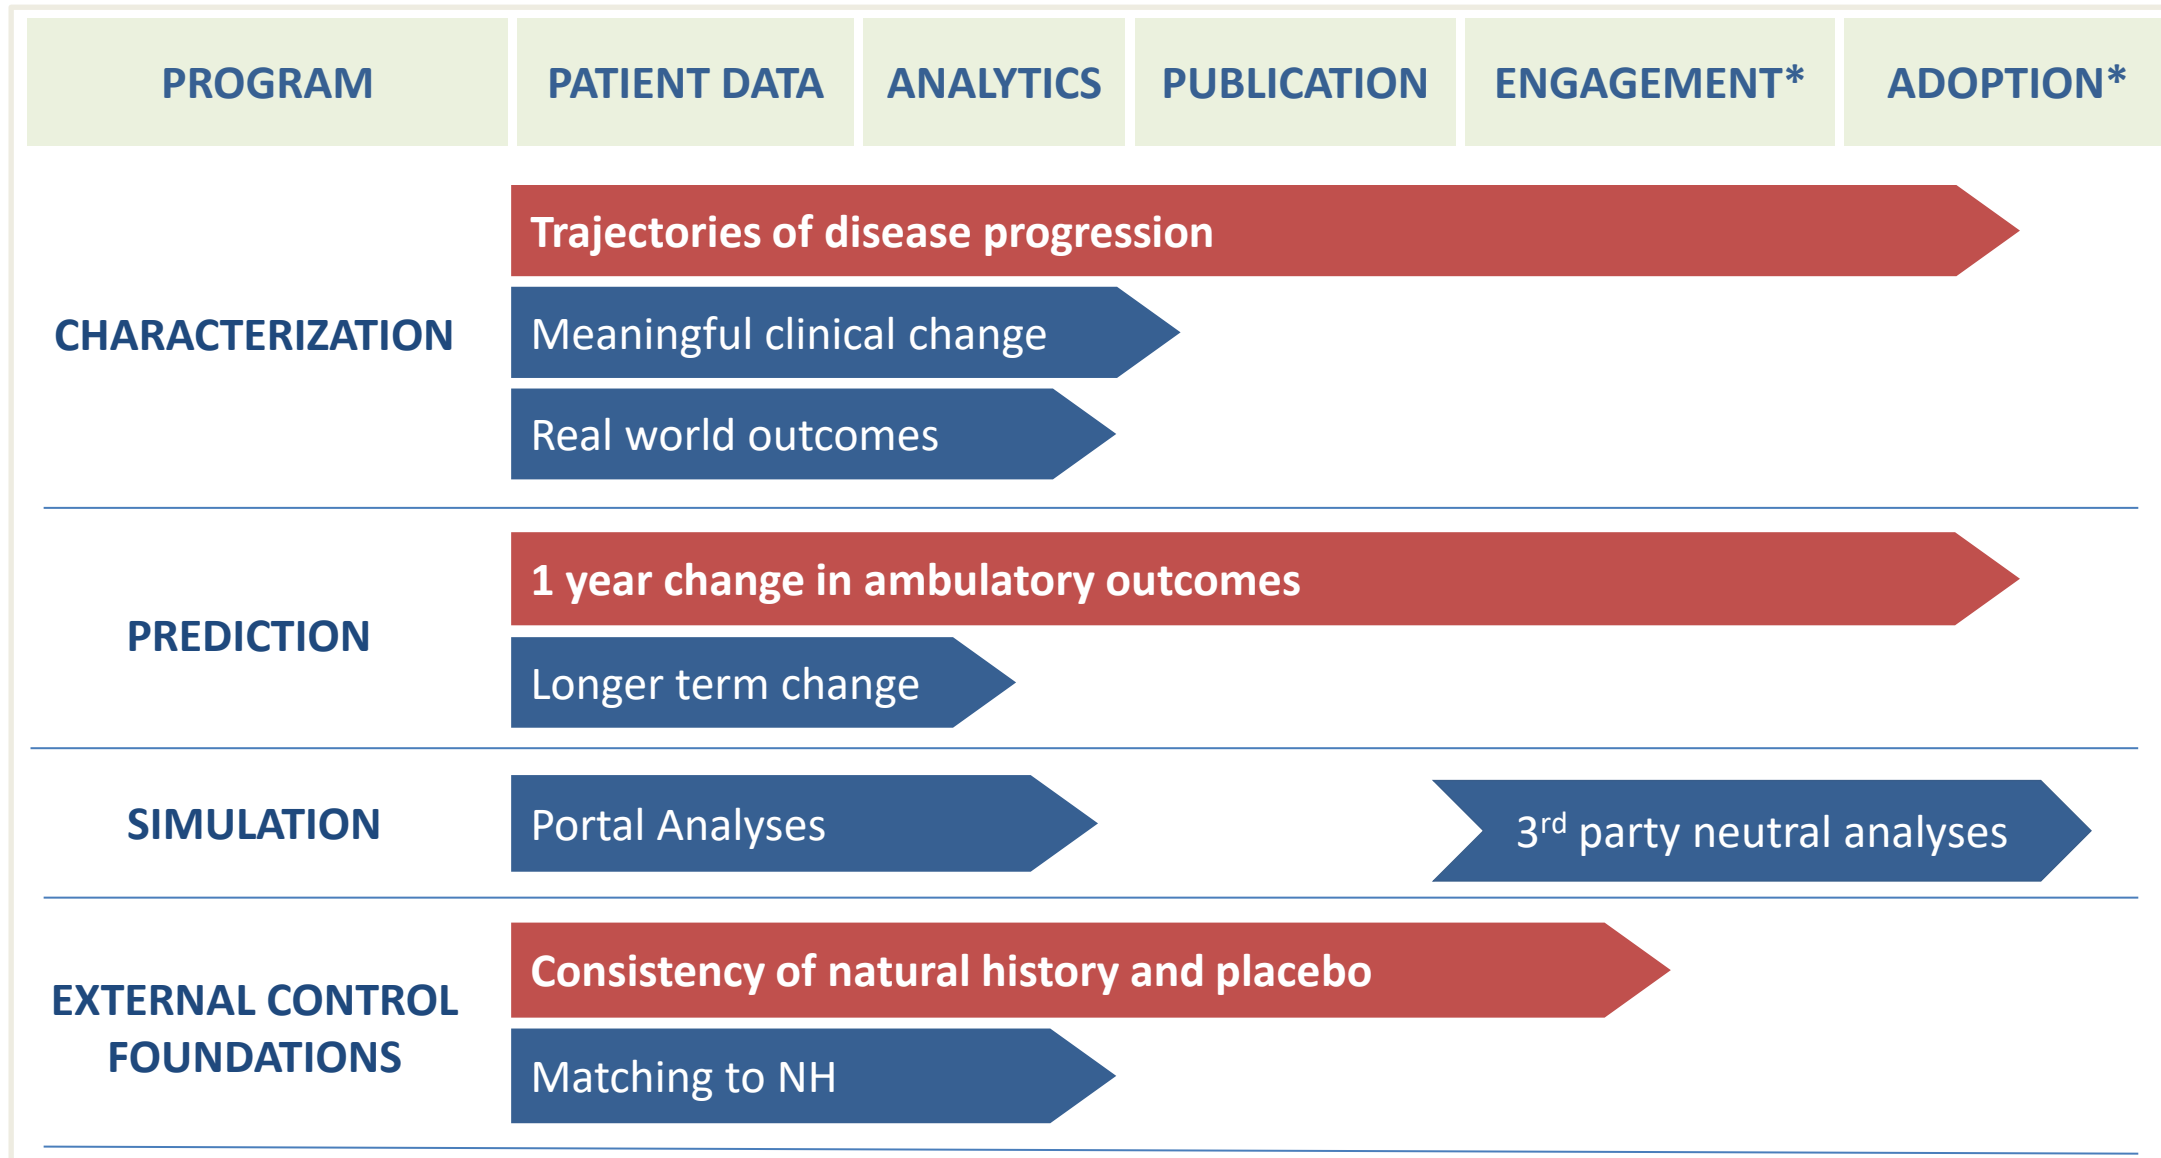 PROGRAM
PATIENT DATA
ANALYTICS
PUBLICATION
ENGAGEMENT*
ADOPTION*
CHARACTERIZATION
Trajectories of disease progression
Meaningful clinical change
Real world outcomes
PREDICTION
1 year change in ambulatory outcomes
Longer term change
SIMULATION
Portal Analyses
3rd party neutral analyses
EXTERNAL CONTROL
FOUNDATIONS
Consistency of natural history and placebo
Matching to NH